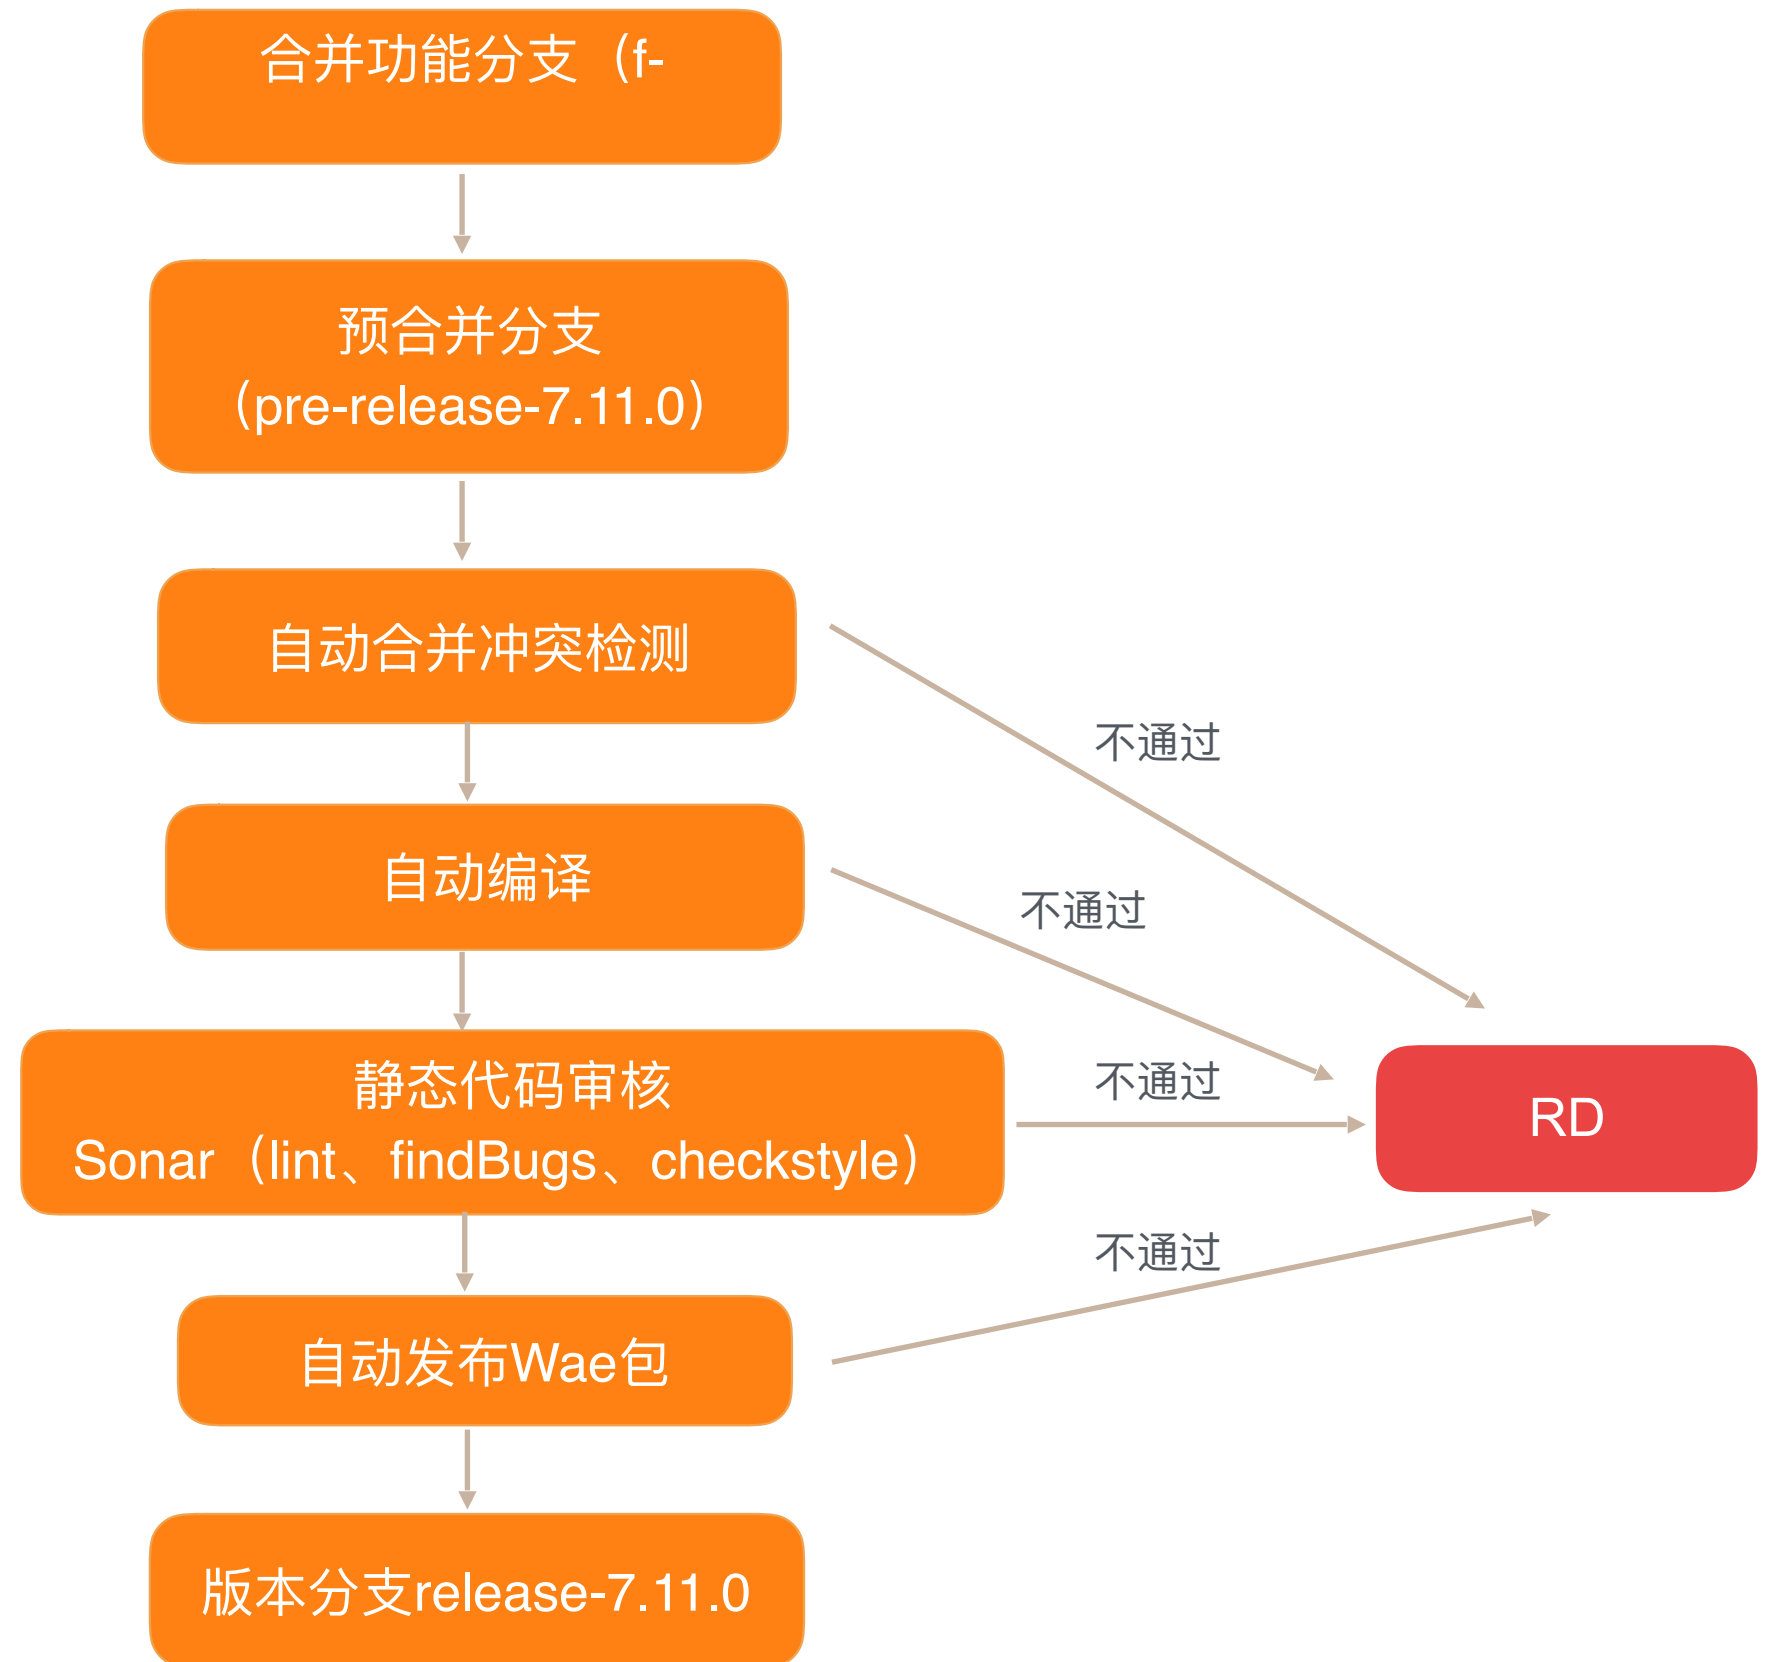 合并功能分支（f-
预合并分支
（pre-release-7.11.0）
自动合并冲突检测
不通过
自动编译
不通过
静态代码审核
Sonar（lint、findBugs、checkstyle）
不通过
RD
不通过
自动发布Wae包
版本分支release-7.11.0